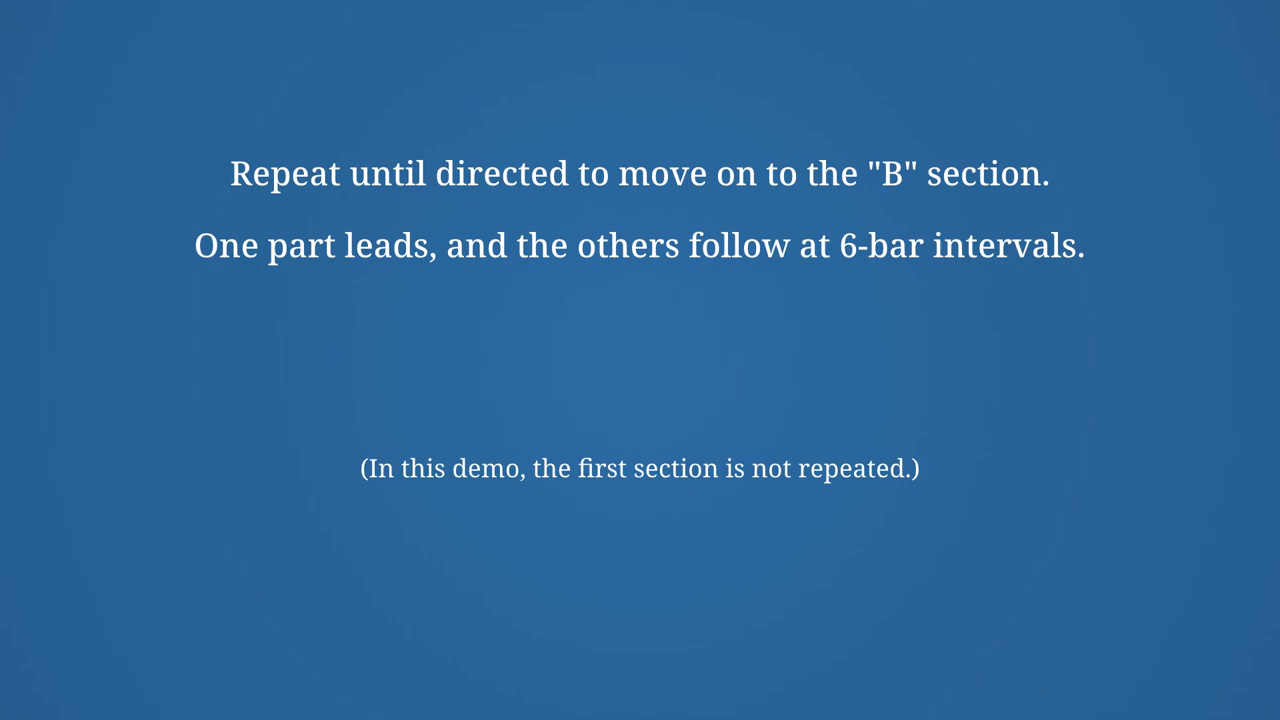 Repeat until directed to move on to the "B" section.
One part leads, and the others follow at 6-bar intervals.
(In this demo, the first section is not repeated.)